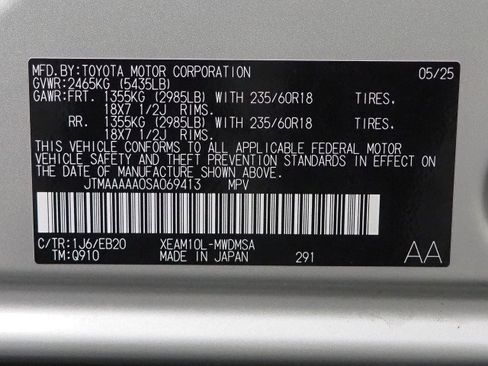 MFD.BY:TOYOTA MOTOR CORPORATION 05/25
GVWR:2465KG (5435LB)
GAWR:FRT. 1355KG (2985LB) WITH 235/60R18 TIRES.
18X7 1/2J RIMS.
RR. 1355KG (2985LB) WITH 235/60R18 TIRES.
18X7 1/2J RIMS.
THIS VEHICLE CONFORMS TO ALL APPLICABLE FEDERAL MOTOR
VEHICLE SAFETY AND THEFT PREVENTION STANDARDS IN EFFECT ON
THE DATE OF MANUFACTURE SHOWN ABOVE.
JTMAAAAA0SA069413 MPV
C/TR:1J6/EB20 XEAM10L-MWDMSA AA
TM:Q910 MADE IN JAPAN 291